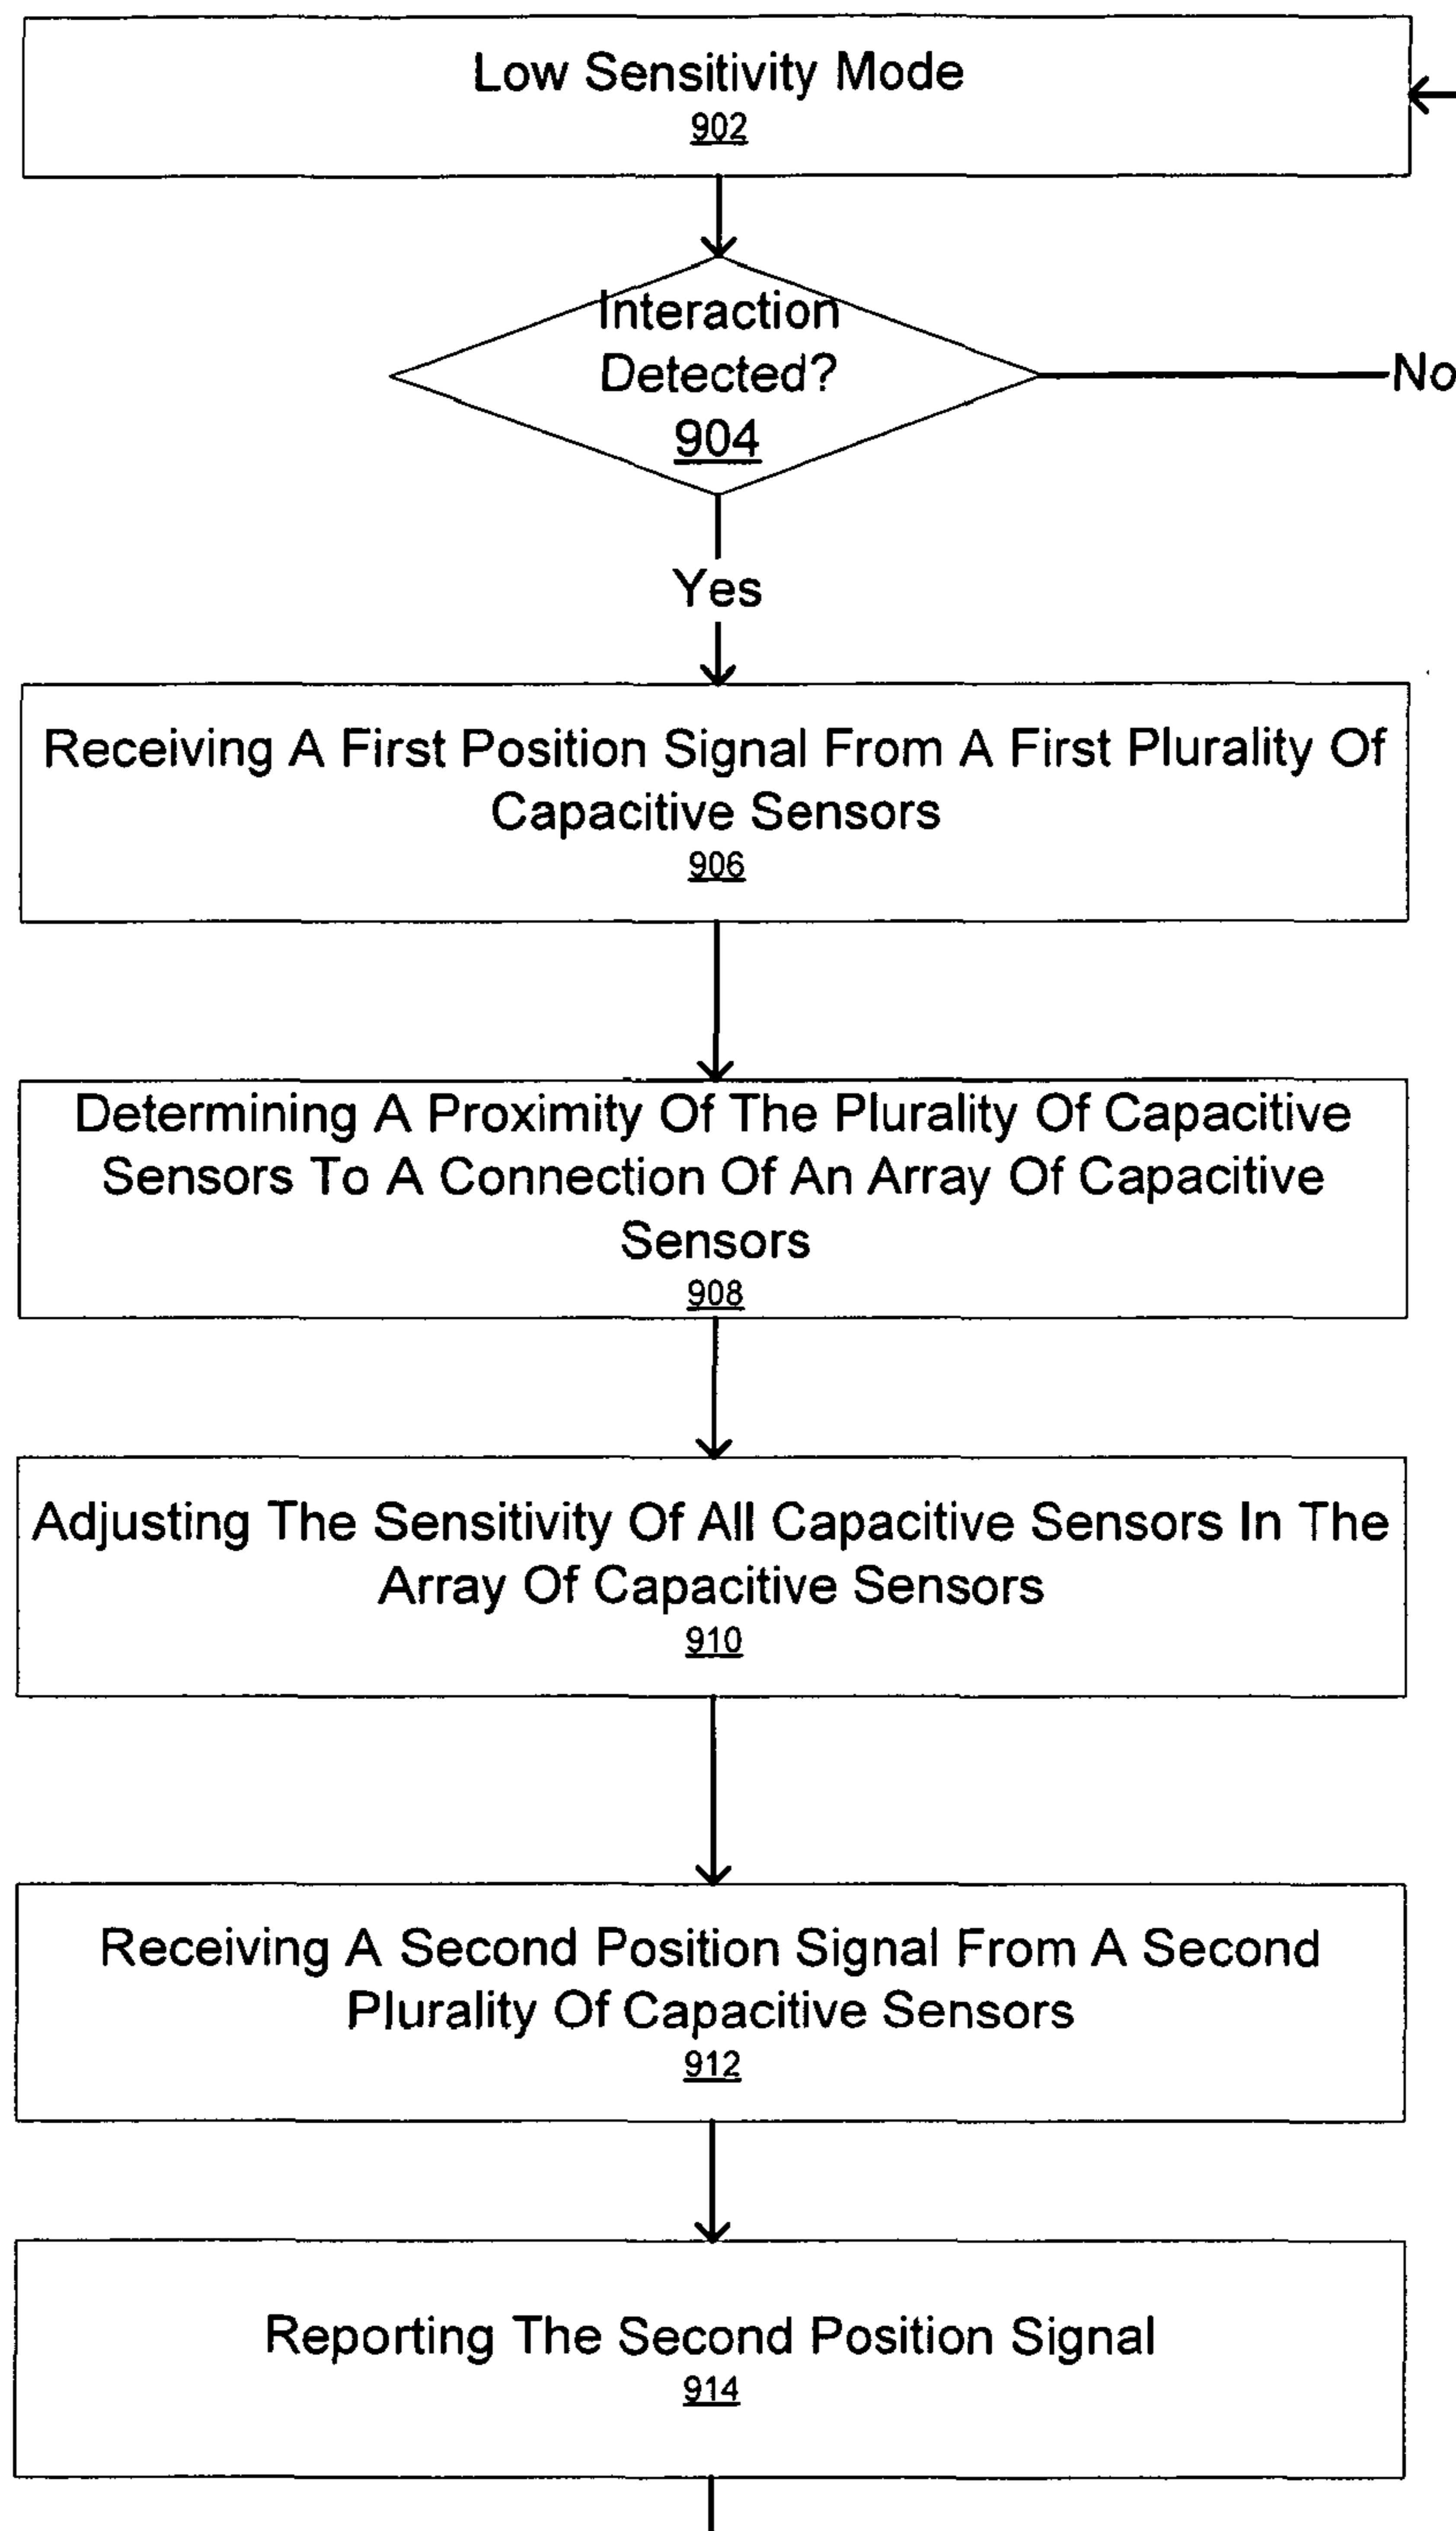 Low Sensitivity Mode
902
Interaction
Detected?
904
No
Yes
Receiving A First Position Signal From A First Plurality Of
Capacitive Sensors
906
Determining A Proximity Of The Plurality Of Capacitive
Sensors To A Connection Of An Array Of Capacitive
Sensors
908
Adjusting The Sensitivity Of All Capacitive Sensors In The
Array Of Capacitive Sensors
910
Receiving A Second Position Signal From A Second
Plurality Of Capacitive Sensors
912
Reporting The Second Position Signal
914